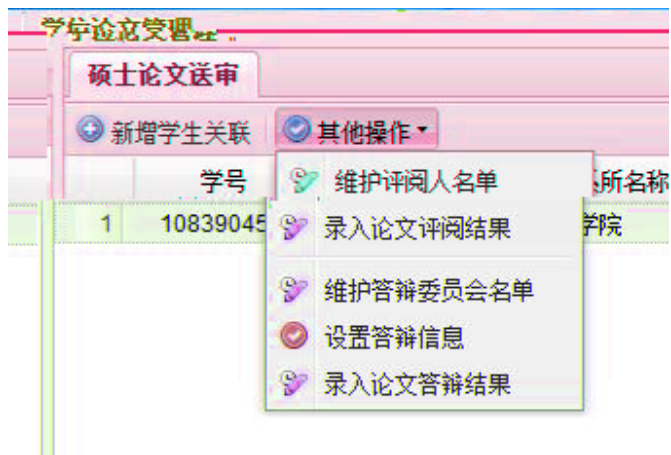 硕士论文送审
新增学生关联 其他操作
学号 所名称
1 10839045 学院
维护评阅人名单
录入论文评阅结果
维护答辩委员会名单
设置答辩信息
录入论文答辩结果